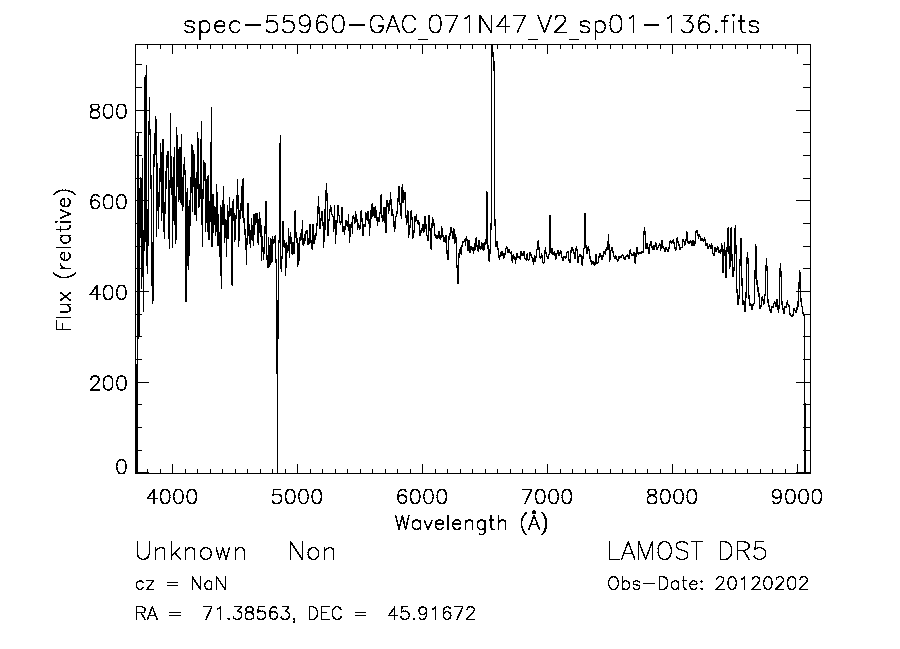 spec-55960-GAC_071N47_V2_sp01-136.fits
800
600
400
200
0
Flux (relative)
4000 5000 6000 7000 8000 9000
Wavelength (Å)
Unknown Non LAMOST DR5
cz = NaN Obs-Date: 20120202
RA = 71.38563, DEC = 45.91672